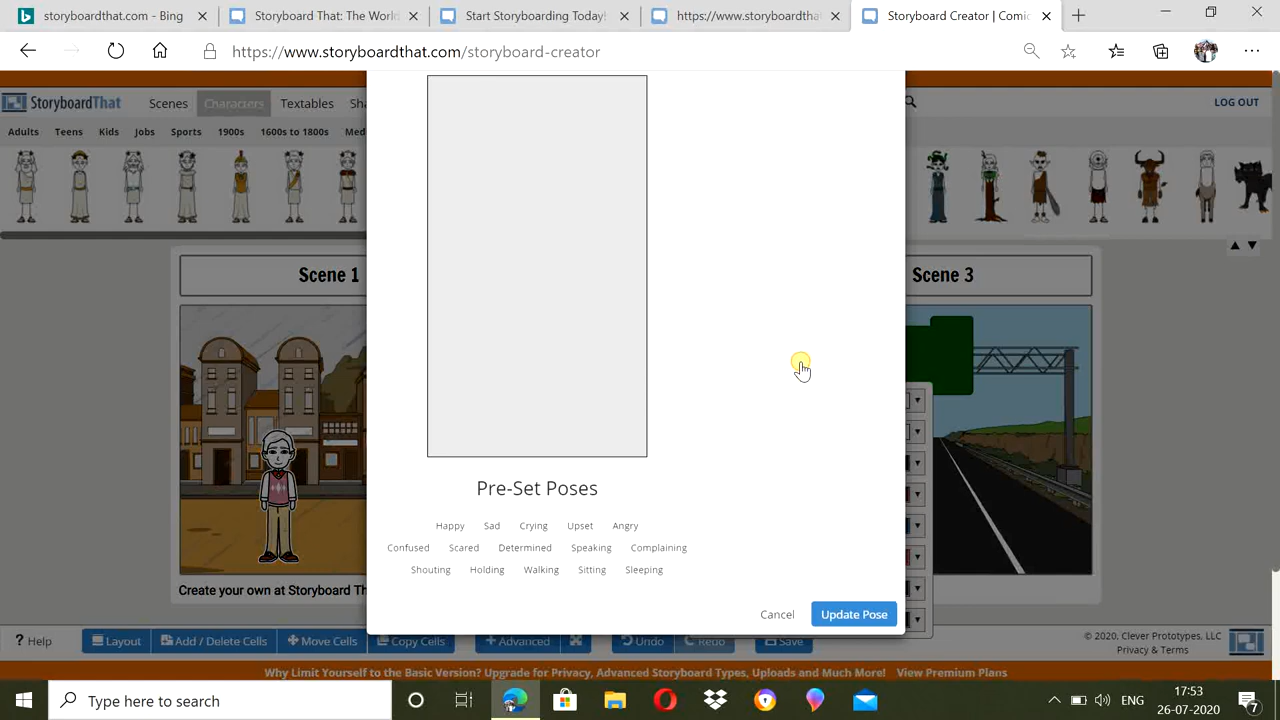 storyboardthat.com - Bing
Storyboard That: The World'
Start Storyboarding Today!
https://www.storyboardthat.com/
Storyboard Creator | Comic
https://www.storyboardthat.com/storyboard-creator
StoryboardThat
Scenes
Characters
Textables
Sha
LOG OUT
Adults
Teens
Kids
Jobs
Sports
1900s
1600s to 1800s
Med
Scene 1
Scene 3
Create your own at Storyboard Th
Pre-Set Poses
Happy Sad Crying Upset Angry
Confused Scared Determined Speaking Complaining
Shouting Holding Walking Sitting Sleeping
Cancel
Update Pose
? Help
Layout
Add / Delete Cells
Move Cells
Copy Cells
+ Advanced
Undo
Redo
Save
© 2020, Clever Prototypes, LLC
Privacy & Terms
Why Limit Yourself to the Basic Version? Upgrade for Privacy, Advanced Storyboard Types, Uploads and Much More! View Premium Plans
Type here to search
ENG
17:53
26-07-2020
7